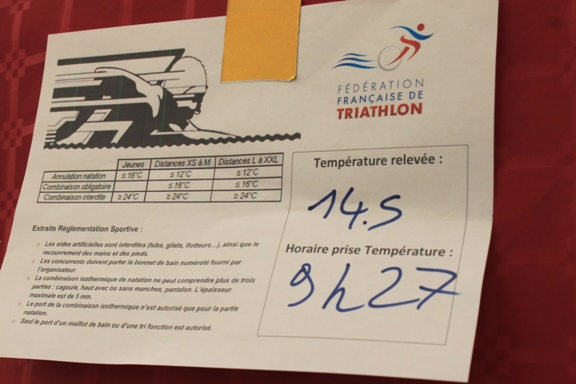 FÉDÉRATION
FRANÇAISE DE
TRIATHLON
Jeunes Distances XS à M Distances L à XXL
Annulation natation ≤ 16°C ≤ 12°C ≤ 12°C
Combinaison obligatoire ≤ 16°C ≤ 16°C
Combinaison interdite ≥ 24°C ≥ 24°C ≥ 24°C
Température relevée :
14.5
Horaire prise Température :
9h27
Extraits Réglementation Sportive :
Les aides artificielles sont interdites (tuba, gilets, flotteurs...), ainsi que le
recouvrement des mains et des pieds.
Les concurrents doivent porter le bonnet de bain numéroté fourni par
l'organisateur.
La combinaison isothermique de natation ne peut comprendre plus de trois
parties : cagoule, haut avec ou sans manches, pantalon. L'épaisseur
maximale est de 5 mm.
Le port de la combinaison isothermique n'est autorisé que pour la partie
natation.
Seul le port d'un maillot de bain ou d'une tri fonction est autorisé.